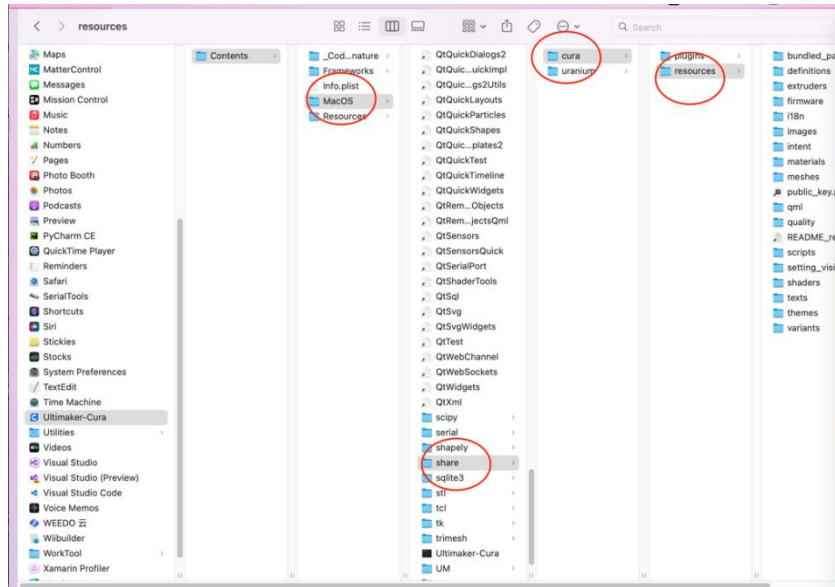 resources
Search
Maps
MatterControl
Messages
Mission Control
Music
Notes
Numbers
Pages
Photo Booth
Photos
Podcasts
Preview
PyCharm CE
QuickTime Player
Reminders
Safari
SerialTools
Shortcuts
Siri
Stickies
Stocks
System Preferences
TextEdit
Time Machine
Ultimaker-Cura
Utilities
Videos
Visual Studio
Visual Studio (Preview)
Visual Studio Code
Voice Memos
WEEDO 云
Wiibuilder
WorkTool
Xamarin Profiler
Contents
_Cod...nature
Frameworks
Info.plist
MacOS
Resources
QtQuickDialogs2
QtQuic...uickImpl
QtQuic...gs2Utils
QtQuickLayouts
QtQuickParticles
QtQuickShapes
QtQuic...plates2
QtQuickTest
QtQuickTimeline
QtQuickWidgets
QtRem...Objects
QtRem...jectsQml
QtSensors
QtSensorsQuick
QtSerialPort
QtShaderTools
QtSql
QtSvg
QtSvgWidgets
QtTest
QtWebChannel
QtWebSockets
QtWidgets
QtXml
scipy
serial
shapely
share
sqlite3
stl
tcl
tk
trimesh
Ultimaker-Cura
UM
cura
uranium
plugins
resources
bundled_pa
definitions
extruders
firmware
i18n
images
intent
materials
meshes
public_key.
qml
quality
README_re
scripts
setting_visi
shaders
texts
themes
variants